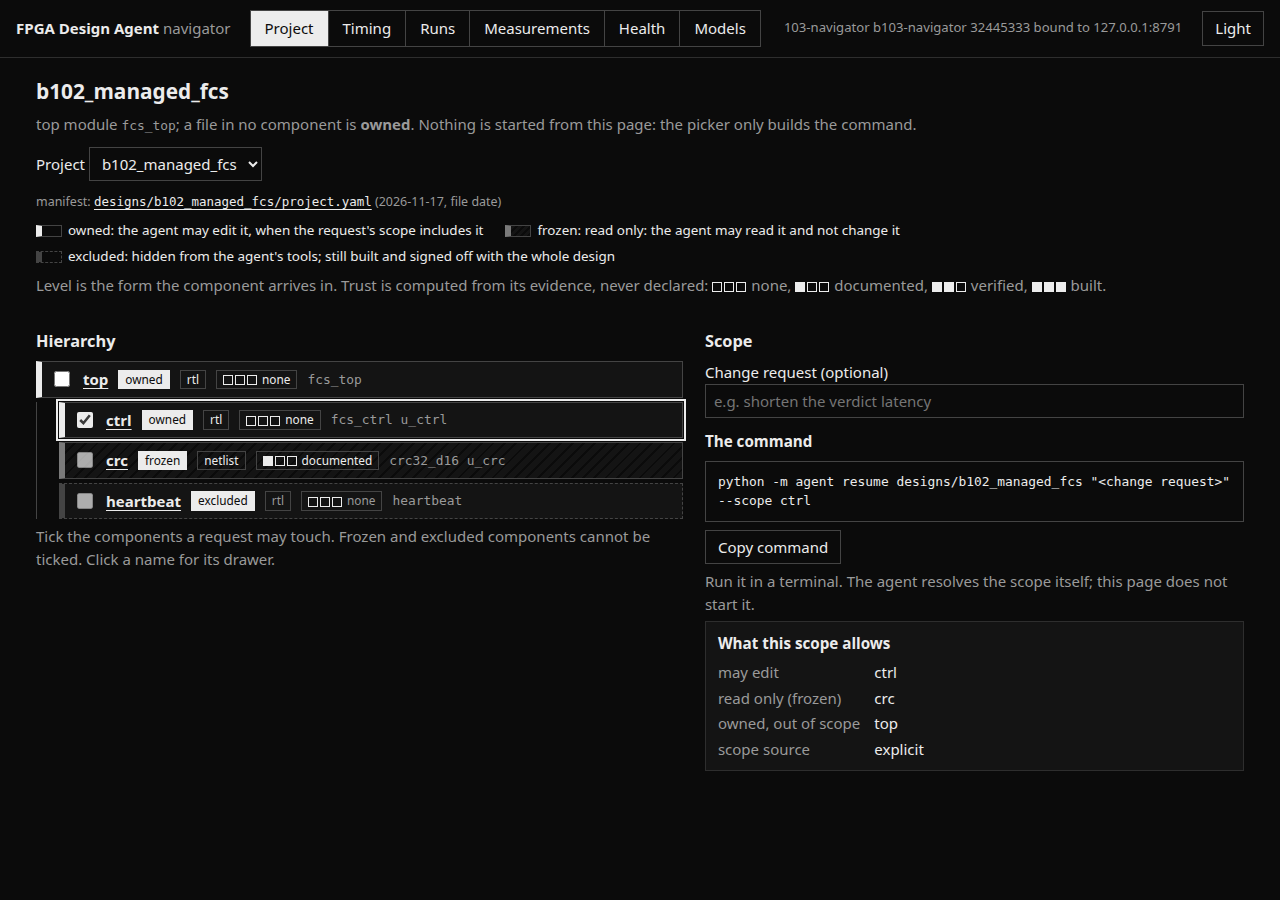 FPGA Design Agent navigator
Project Timing Runs Measurements Health Models
103-navigator b103-navigator 32445333 bound to 127.0.0.1:8791
Light
b102_managed_fcs
top module fcs_top; a file in no component is owned. Nothing is started from this page: the picker only builds the command.
Project b102_managed_fcs
manifest: designs/b102_managed_fcs/project.yaml (2026-11-17, file date)
owned: the agent may edit it, when the request's scope includes it
frozen: read only: the agent may read it and not change it
excluded: hidden from the agent's tools; still built and signed off with the whole design
Level is the form the component arrives in. Trust is computed from its evidence, never declared: none, documented, verified, built.
Hierarchy
top owned rtl none fcs_top
ctrl owned rtl none fcs_ctrl u_ctrl
crc frozen netlist documented crc32_d16 u_crc
heartbeat excluded rtl none heartbeat
Tick the components a request may touch. Frozen and excluded components cannot be
ticked. Click a name for its drawer.
Scope
Change request (optional)
e.g. shorten the verdict latency
The command
python -m agent resume designs/b102_managed_fcs "<change request>"
--scope ctrl
Copy command
Run it in a terminal. The agent resolves the scope itself; this page does not
start it.
What this scope allows
may edit ctrl
read only (frozen) crc
owned, out of scope top
scope source explicit